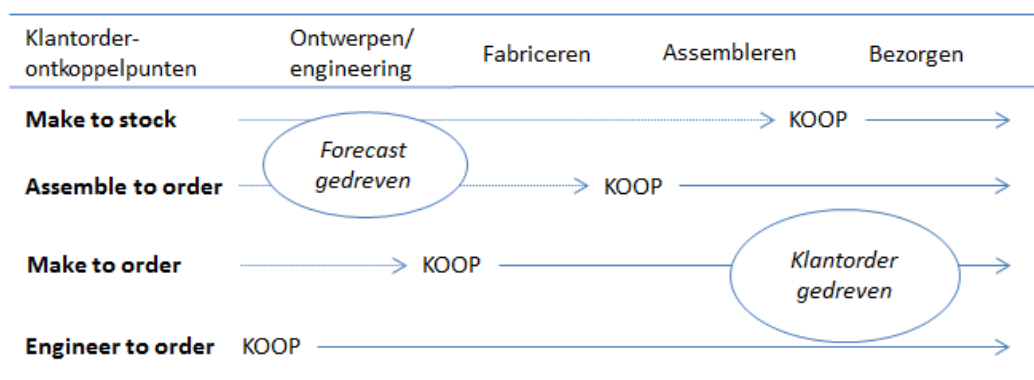 Klantorder-
ontkoppelpunten
Ontwerpen/
engineering
Fabriceren
Assembleren
Bezorgen
Make to stock
KOOP
Forecast
gedreven
Assemble to order
KOOP
Make to order
KOOP
Klantorder
gedreven
Engineer to order
KOOP